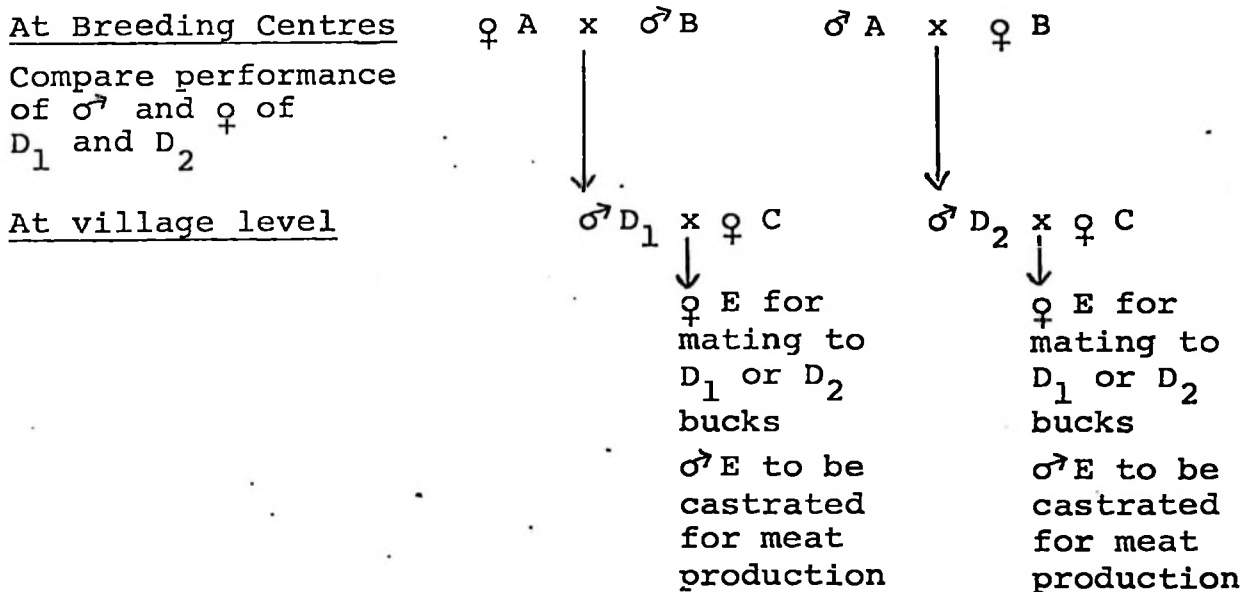 At Breeding Centres ♀ A x ♂ B ♂ A x ♀ B
Compare performance
of ♂ and ♀ of
D₁ and D₂
At village level ♂ D₁ x ♀ C ♂ D₂ x ♀ C
♀ E for ♀ E for
mating to mating to
D₁ or D₂ D₁ or D₂
bucks bucks
♂ E to be ♂ E to be
castrated castrated
for meat for meat
production production